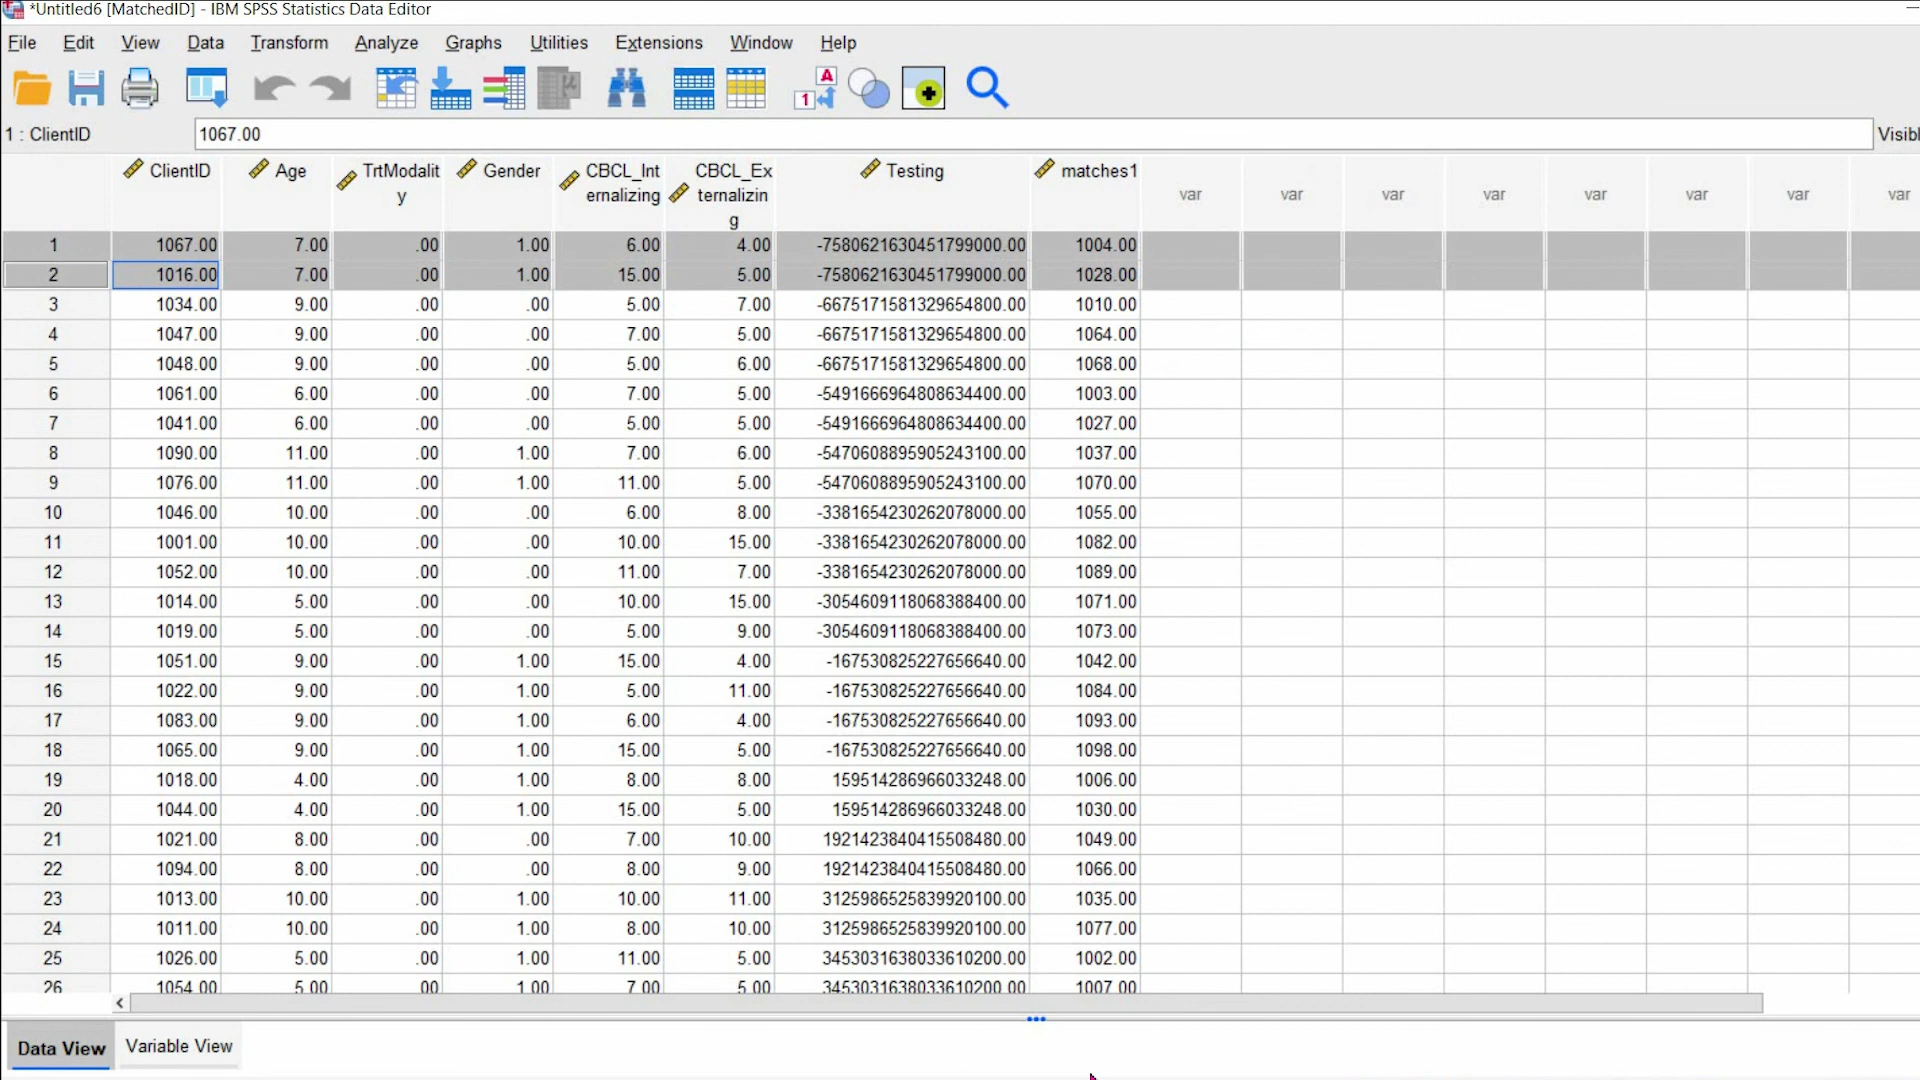 *Untitled6 [MatchedID] - IBM SPSS Statistics Data Editor
File Edit View Data Transform Analyze Graphs Utilities Extensions Window Help
1 : ClientID 1067.00 Visibl
ClientID Age TrtModality Gender CBCL_Internalizing CBCL_Externalizing Testing matches1 var var var var var var var var
1 1067.00 7.00 .00 1.00 6.00 4.00 -7580621630451799000.00 1004.00
2 1016.00 7.00 .00 1.00 15.00 5.00 -7580621630451799000.00 1028.00
3 1034.00 9.00 .00 .00 5.00 7.00 -6675171581329654800.00 1010.00
4 1047.00 9.00 .00 .00 7.00 5.00 -6675171581329654800.00 1064.00
5 1048.00 9.00 .00 .00 5.00 6.00 -6675171581329654800.00 1068.00
6 1061.00 6.00 .00 .00 7.00 5.00 -5491666964808634400.00 1003.00
7 1041.00 6.00 .00 .00 5.00 5.00 -5491666964808634400.00 1027.00
8 1090.00 11.00 .00 1.00 7.00 6.00 -5470608895905243100.00 1037.00
9 1076.00 11.00 .00 1.00 11.00 5.00 -5470608895905243100.00 1070.00
10 1046.00 10.00 .00 .00 6.00 8.00 -3381654230262078000.00 1055.00
11 1001.00 10.00 .00 .00 10.00 15.00 -3381654230262078000.00 1082.00
12 1052.00 10.00 .00 .00 11.00 7.00 -3381654230262078000.00 1089.00
13 1014.00 5.00 .00 .00 10.00 15.00 -3054609118068388400.00 1071.00
14 1019.00 5.00 .00 .00 5.00 9.00 -3054609118068388400.00 1073.00
15 1051.00 9.00 .00 1.00 15.00 4.00 -167530825227656640.00 1042.00
16 1022.00 9.00 .00 1.00 5.00 11.00 -167530825227656640.00 1084.00
17 1083.00 9.00 .00 1.00 6.00 4.00 -167530825227656640.00 1093.00
18 1065.00 9.00 .00 1.00 15.00 5.00 -167530825227656640.00 1098.00
19 1018.00 4.00 .00 1.00 8.00 8.00 159514286966033248.00 1006.00
20 1044.00 4.00 .00 1.00 15.00 5.00 159514286966033248.00 1030.00
21 1021.00 8.00 .00 .00 7.00 10.00 1921423840415508480.00 1049.00
22 1094.00 8.00 .00 .00 8.00 9.00 1921423840415508480.00 1066.00
23 1013.00 10.00 .00 1.00 10.00 11.00 3125986525839920100.00 1035.00
24 1011.00 10.00 .00 1.00 8.00 10.00 3125986525839920100.00 1077.00
25 1026.00 5.00 .00 1.00 11.00 5.00 3453031638033610200.00 1002.00
26 1054.00 5.00 .00 1.00 7.00 5.00 3453031638033610200.00 1007.00
Data View Variable View